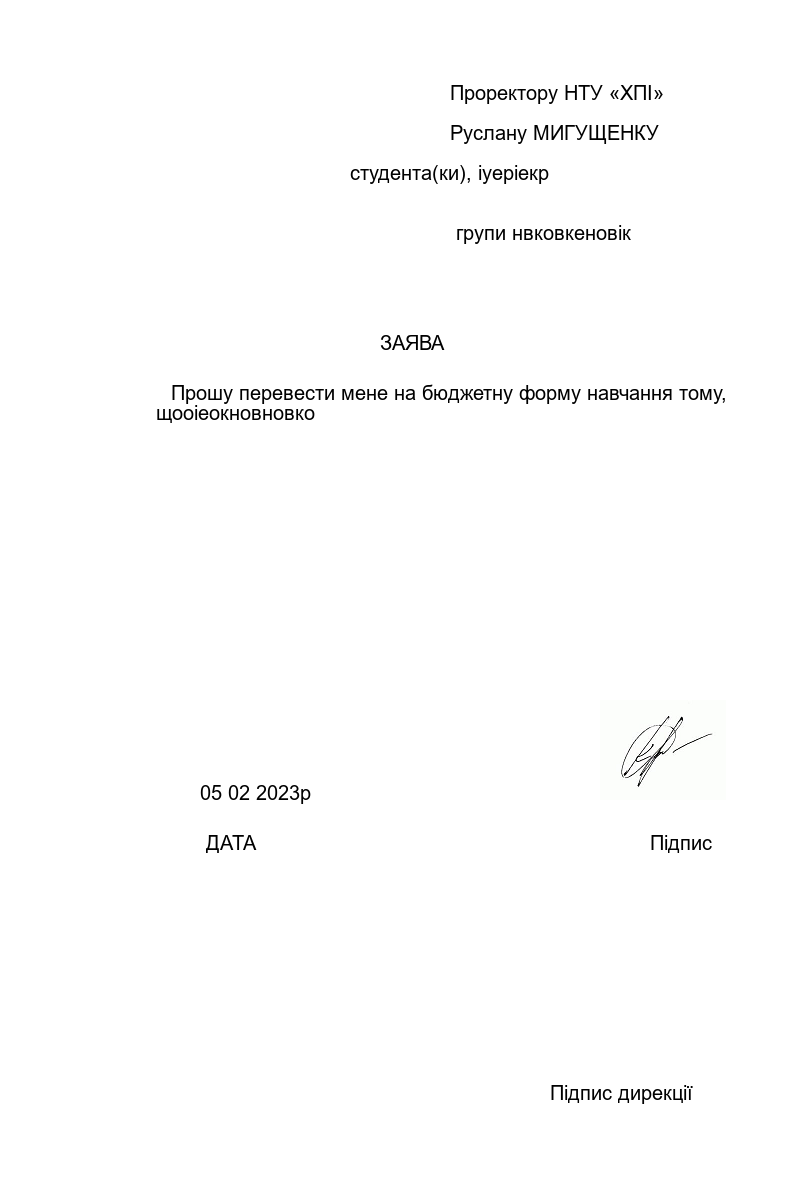 Проректору НТУ «ХПІ»
Руслану МИГУЩЕНКУ
студента(ки), іуеріекр
групи нвковкеновік
ЗАЯВА
Прошу перевести мене на бюджетну форму навчання тому,
щооіеокновновко
05 02 2023р
ДАТА
Підпис
Підпис дирекції